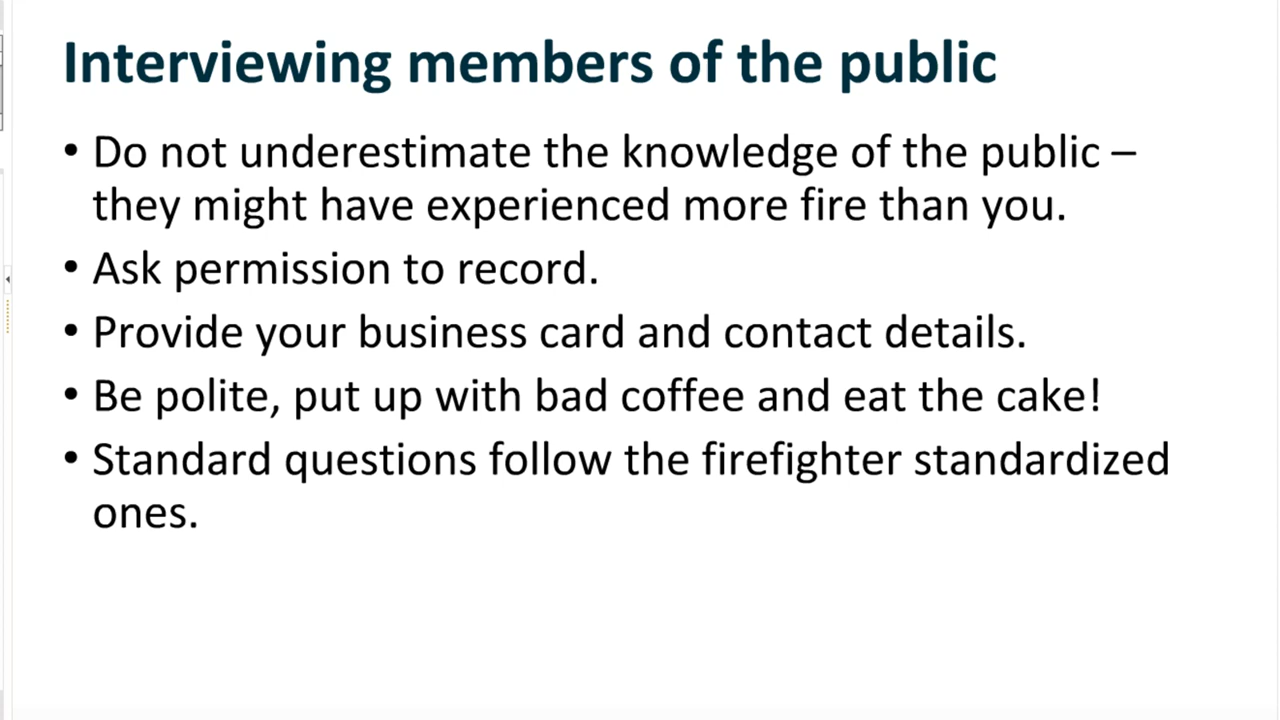 Interviewing members of the public
• Do not underestimate the knowledge of the public –
they might have experienced more fire than you.
• Ask permission to record.
• Provide your business card and contact details.
• Be polite, put up with bad coffee and eat the cake!
• Standard questions follow the firefighter standardized
ones.